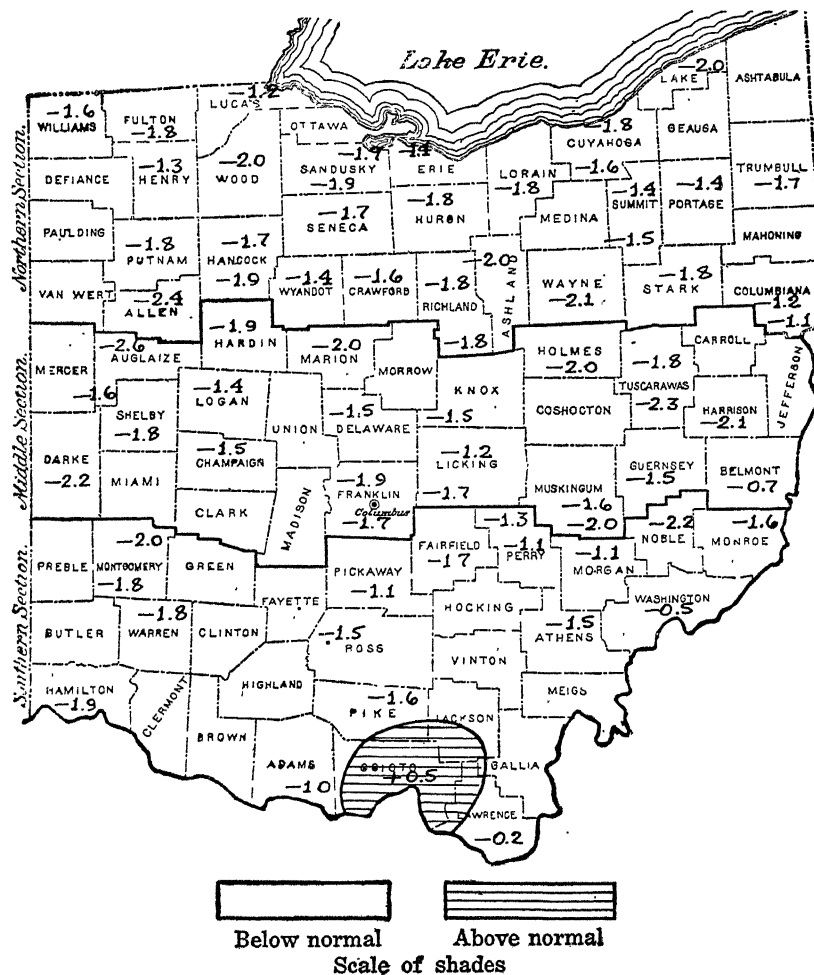 Lake Erie.
-2.0
LAKE
ASHTABULA
-1.2
LUCAS
-1.6
WILLIAMS
FULTON
-1.8
OTTAWA
-1.8
CUYAHOGA
GEAUGA
-1.3
HENRY
-2.0
WOOD
-1.7
SANDUSKY
-1.9
-1.4
ERIE
LORAIN
-1.8
-1.6
DEFIANCE
-1.4
SUMMIT
-1.4
PORTAGE
TRUMBULL
-1.7
Northern Section.
PAULDING
-1.8
PUTNAM
-1.7
HANCOCK
-1.9
-1.7
SENECA
-1.8
HURON
MEDINA
-1.5
MAHONING
VAN WERT
-2.4
ALLEN
-1.4
WYANDOT
-1.6
CRAWFORD
-1.8
RICHLAND
-1.8
-2.0
ASHLAND
WAYNE
-2.1
-1.8
STARK
COLUMBIANA
-1.2
-1.1
Middle Section.
MERCER
-1.6
-2.6
AUGLAIZE
-1.9
HARDIN
-2.0
MARION
MORROW
HOLMES
-2.0
-1.8
TUSCARAWAS
-2.3
CARROLL
JEFFERSON
SHELBY
-1.8
-1.4
LOGAN
UNION
-1.5
DELAWARE
KNOX
-1.5
COSHOCTON
HARRISON
-2.1
DARKE
-2.2
MIAMI
-1.5
CHAMPAIGN
CLARK
MADISON
-1.9
FRANKLIN
Columbus
-1.7
-1.2
LICKING
-1.7
MUSKINGUM
-1.6
-2.0
GUERNSEY
-1.5
BELMONT
-0.7
Southern Section.
PREBLE
-2.0
MONTGOMERY
-1.8
GREEN
FAYETTE
PICKAWAY
-1.1
FAIRFIELD
-1.7
-1.3
-1.1
PERRY
-1.1
MORGAN
-2.2
NOBLE
-1.6
MONROE
BUTLER
-1.8
WARREN
CLINTON
-1.5
ROSS
HOCKING
-1.5
ATHENS
WASHINGTON
-0.5
HAMILTON
-1.9
CLERMONT
BROWN
HIGHLAND
-1.6
PIKE
VINTON
JACKSON
MEIGS
ADAMS
-1.0
SCIOTO
+0.5
GALLIA
LAWRENCE
-0.2
Below normal
Above normal
Scale of shades